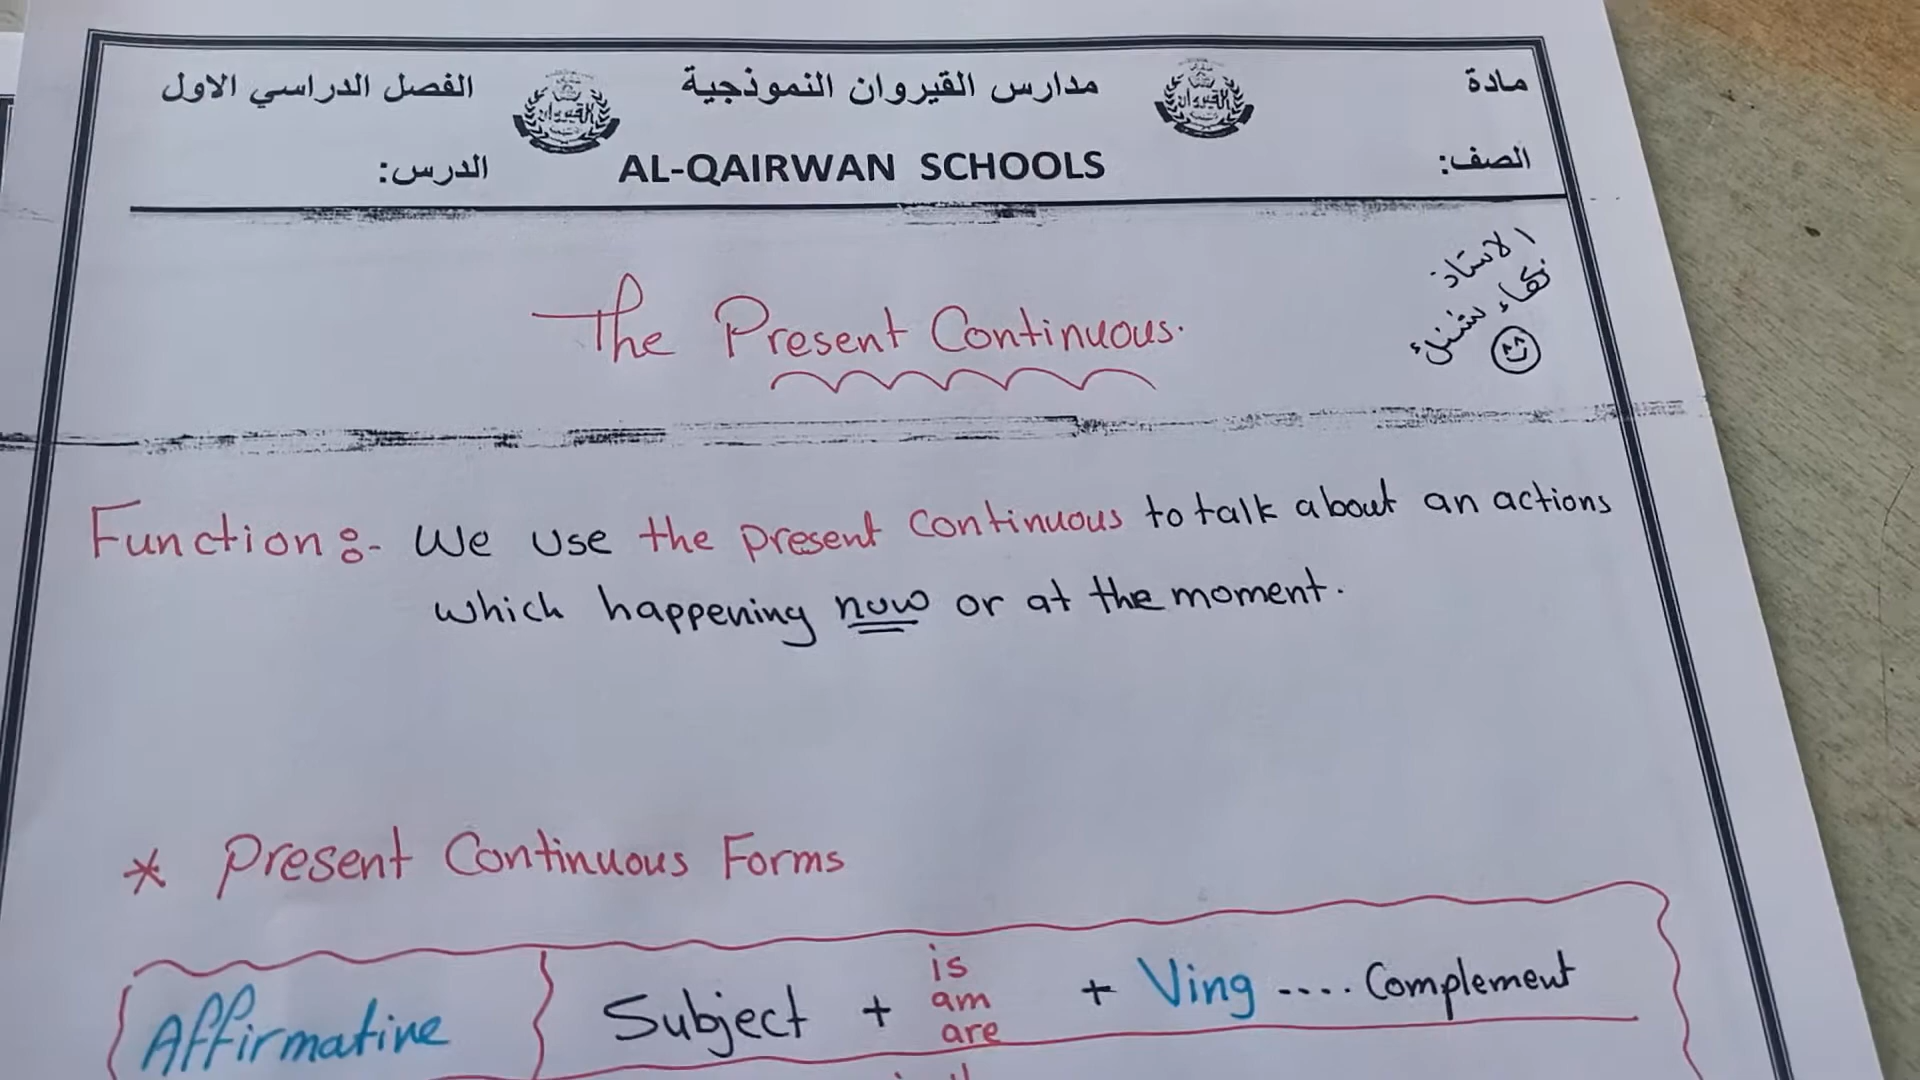 مادة
مدارس القيروان النموذجية
الفصل الدراسي الاول
الصف:
AL-QAIRWAN SCHOOLS
الدرس:
القيروان
القيروان
الاستاذ
The Present Continuous.
Function:- We use the present continuous to talk about an actions
which happening now or at the moment.
* Present Continuous Forms
Affirmative
Subject + is am are + Ving .... Complement